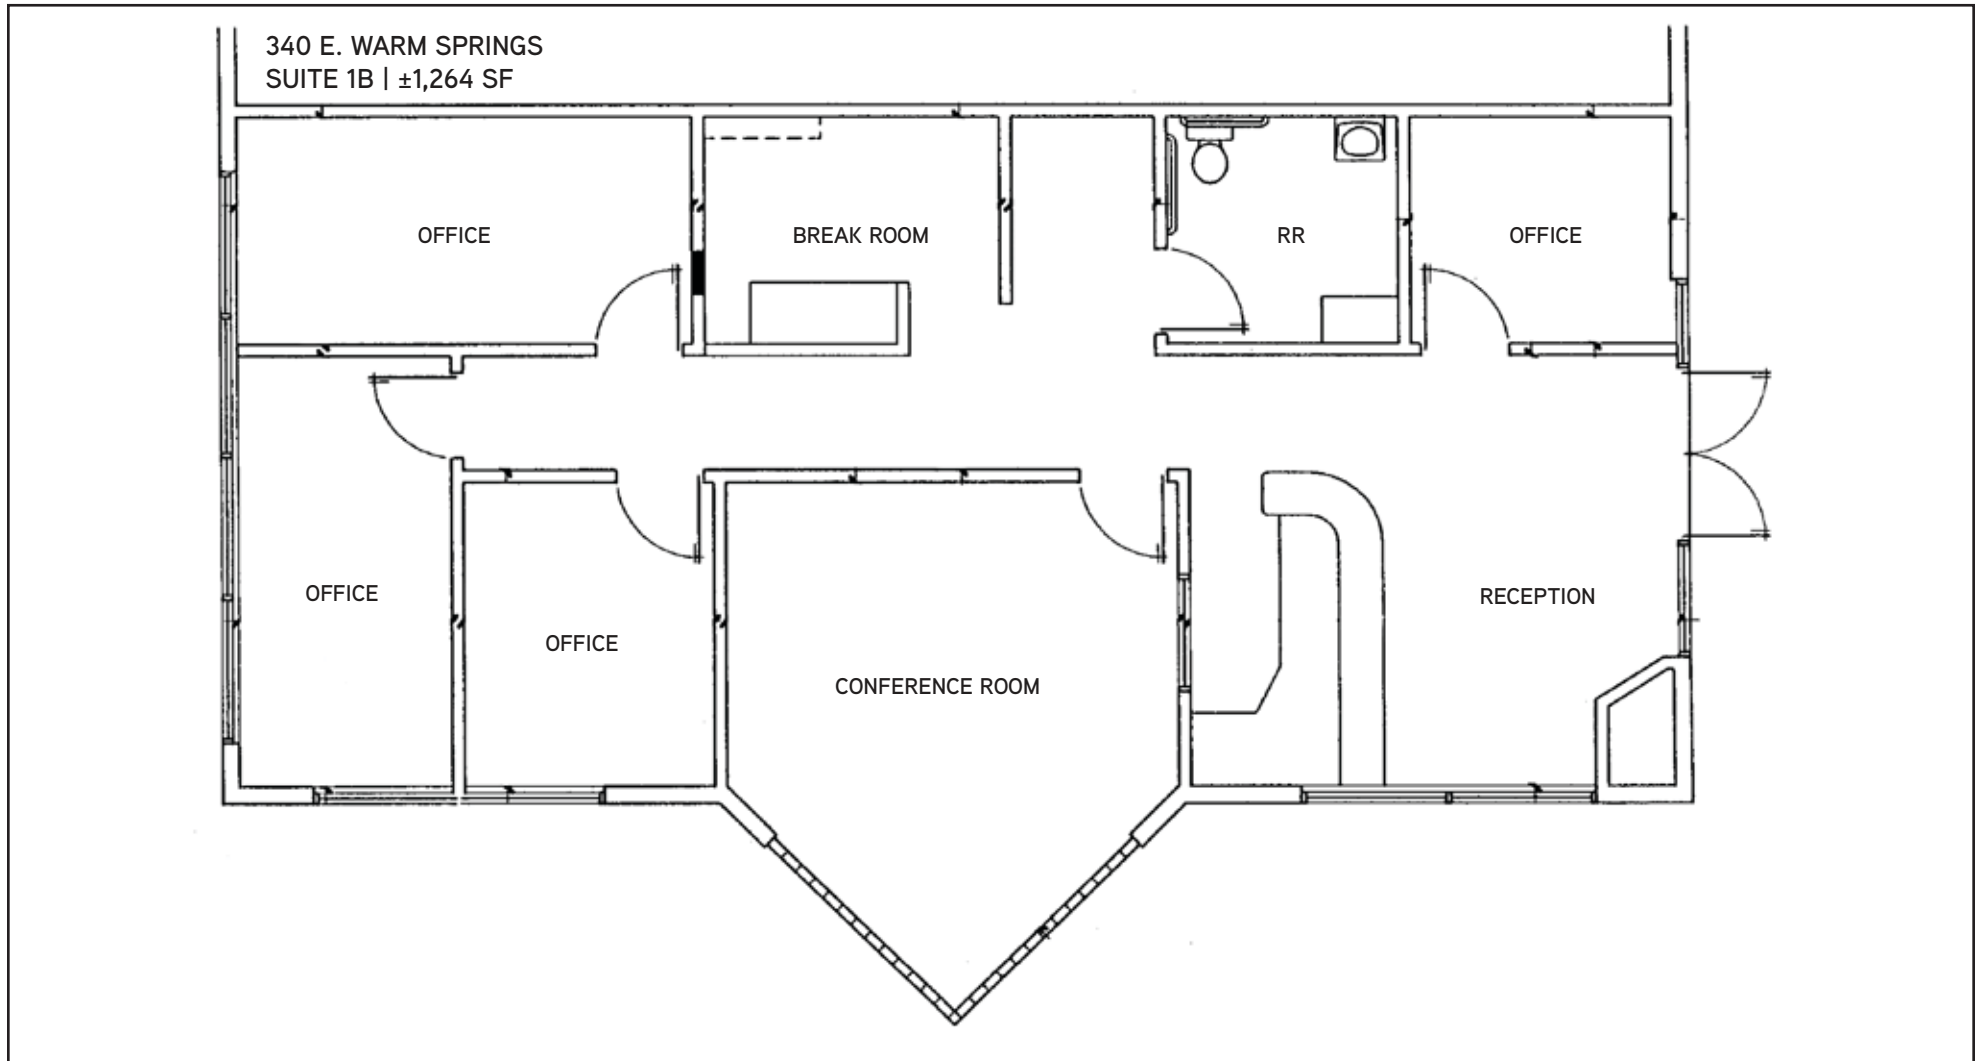 340 E. WARM SPRINGS
SUITE 1B | ±1,264 SF
OFFICE
BREAK ROOM
RR
OFFICE
OFFICE
OFFICE
CONFERENCE ROOM
RECEPTION